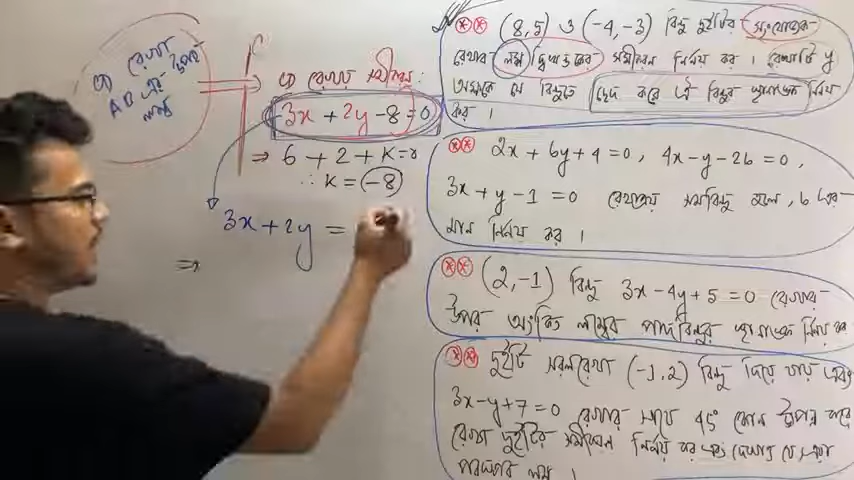 CD রেখা
AB এর উপর
লম্ব
C
CD রেখার সমীকরণ:
3x + 2y - 8 = 0
⇒ 6 + 2 + K = 0
∴ K = -8
3x + 2y =
⇒
(8,5) ও (-4,-3) বিন্দু দুইটির সংযোজক
রেখার লম্ব দ্বিখণ্ডকের সমীকরণ নির্ণয় কর । রেখাটি y
অক্ষকে যে বিন্দুতে ছেদ করে ঐ বিন্দুর স্থানাঙ্ক নির্ণয়
কর ।
2x + 6y + 4 = 0, 4x - y - 26 = 0,
3x + y - 1 = 0 রেখাত্রয় সমবিন্দু হলে, b এর
মান নির্ণয় কর ।
(2,-1) বিন্দু 3x - 4y + 5 = 0 রেখার
উপর অংকিত লম্বের পাদবিন্দুর স্থানাঙ্ক নির্ণয় কর
দুইটি সরলরেখা (-1,2) বিন্দু দিয়ে যায় এবং
3x - y + 7 = 0 রেখার সাথে 45° কোন উৎপন্ন করে
রেখা দুইটির সমীকরন নির্ণয় কর এবং দেখাও যে, এরা
পরস্পর লম্ব ।